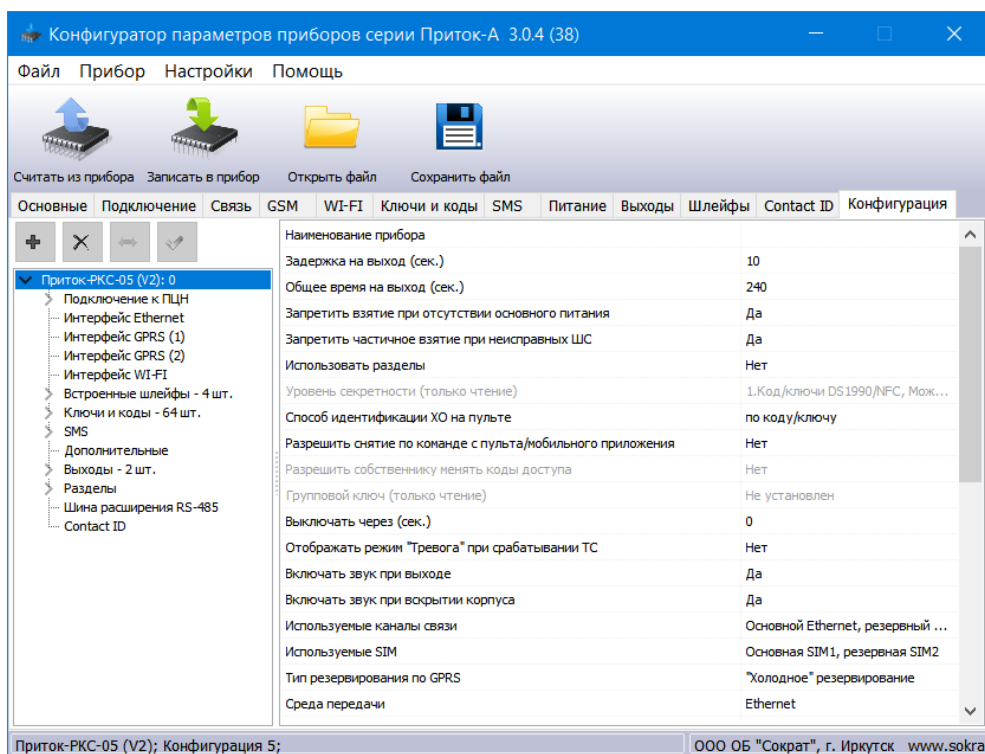 Конфигуратор параметров приборов серии Приток-А 3.0.4 (38)
Файл Прибор Настройки Помощь
Считать из прибора Записать в прибор Открыть файл Сохранить файл
Основные Подключение Связь GSM WI-FI Ключи и коды SMS Питание Выходы Шлейфы Contact ID Конфигурация
Приток-РКС-05 (V2): 0
Подключение к ПЦН
Интерфейс Ethernet
Интерфейс GPRS (1)
Интерфейс GPRS (2)
Интерфейс WI-FI
Встроенные шлейфы - 4 шт.
Ключи и коды - 64 шт.
SMS
Дополнительные
Выходы - 2 шт.
Разделы
Шина расширения RS-485
Contact ID
Наименование прибора
Задержка на выход (сек.) 10
Общее время на выход (сек.) 240
Запретить взятие при отсутствии основного питания Да
Запретить частичное взятие при неисправных ШС Да
Использовать разделы Нет
Уровень секретности (только чтение) 1.Код/ключи DS1990/NFC, Мож...
Способ идентификации ХО на пульте по коду/ключу
Разрешить снятие по команде с пульта/мобильного приложения Нет
Разрешить собственнику менять коды доступа Нет
Групповой ключ (только чтение) Не установлен
Выключать через (сек.) 0
Отображать режим "Тревога" при срабатывании ТС Нет
Включать звук при выходе Да
Включать звук при вскрытии корпуса Да
Используемые каналы связи Основной Ethernet, резервный ...
Используемые SIM Основная SIM1, резервная SIM2
Тип резервирования по GPRS "Холодное" резервирование
Среда передачи Ethernet
Приток-РКС-05 (V2); Конфигурация 5; ООО ОБ "Сократ", г. Иркутск www.sokra